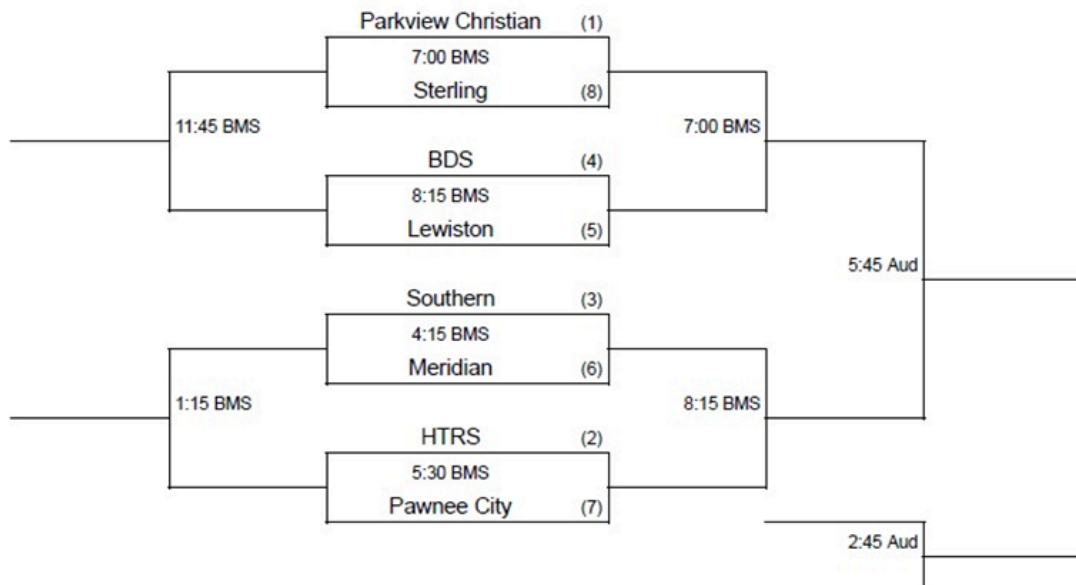 Parkview Christian (1)
7:00 BMS
Sterling (8)
11:45 BMS 7:00 BMS
BDS (4)
8:15 BMS
Lewiston (5)
5:45 Aud
Southern (3)
4:15 BMS
Meridian (6)
1:15 BMS 8:15 BMS
HTRS (2)
5:30 BMS
Pawnee City (7)
2:45 Aud